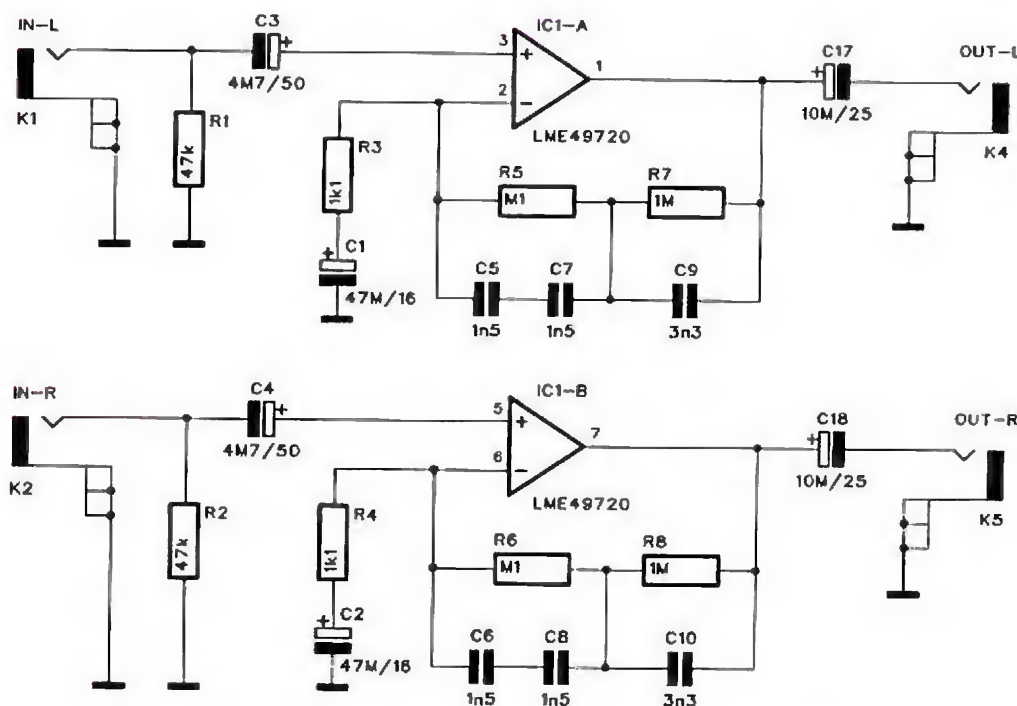 IN-L
C3
IC1-A
C17
OUT-L
+
3
+
1
+
4M7/50
10M/25
K1
R1
47k
R3
1k1
2
−
LME49720
K4
R5
M1
R7
1M
+
C1
47M/16
C5
C7
C9
1n5
1n5
3n3
IN-R
C4
IC1-B
C18
OUT-R
+
5
+
7
+
4M7/50
10M/25
K2
R2
47k
R4
1k1
6
−
LME49720
K5
R6
M1
R8
1M
+
C2
47M/16
C6
C8
C10
1n5
1n5
3n3